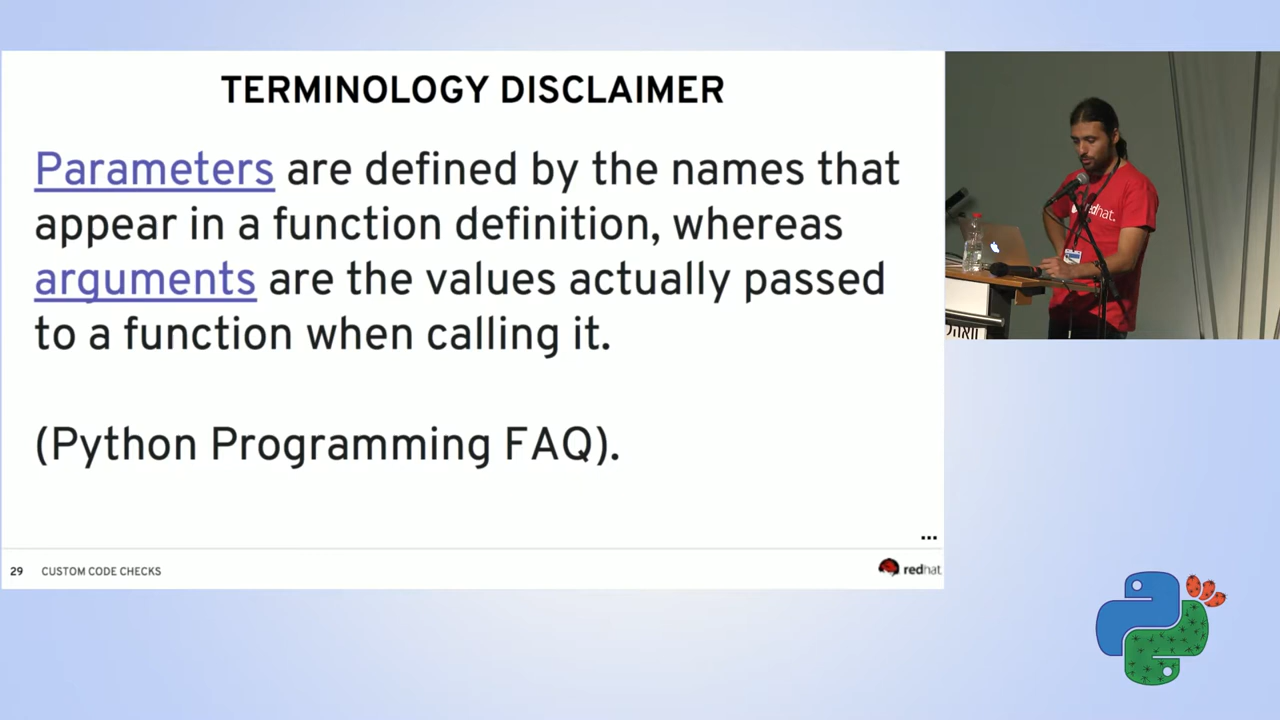 TERMINOLOGY DISCLAIMER
Parameters are defined by the names that
appear in a function definition, whereas
arguments are the values actually passed
to a function when calling it.
(Python Programming FAQ).
...
29 CUSTOM CODE CHECKS
redhat
redhat.